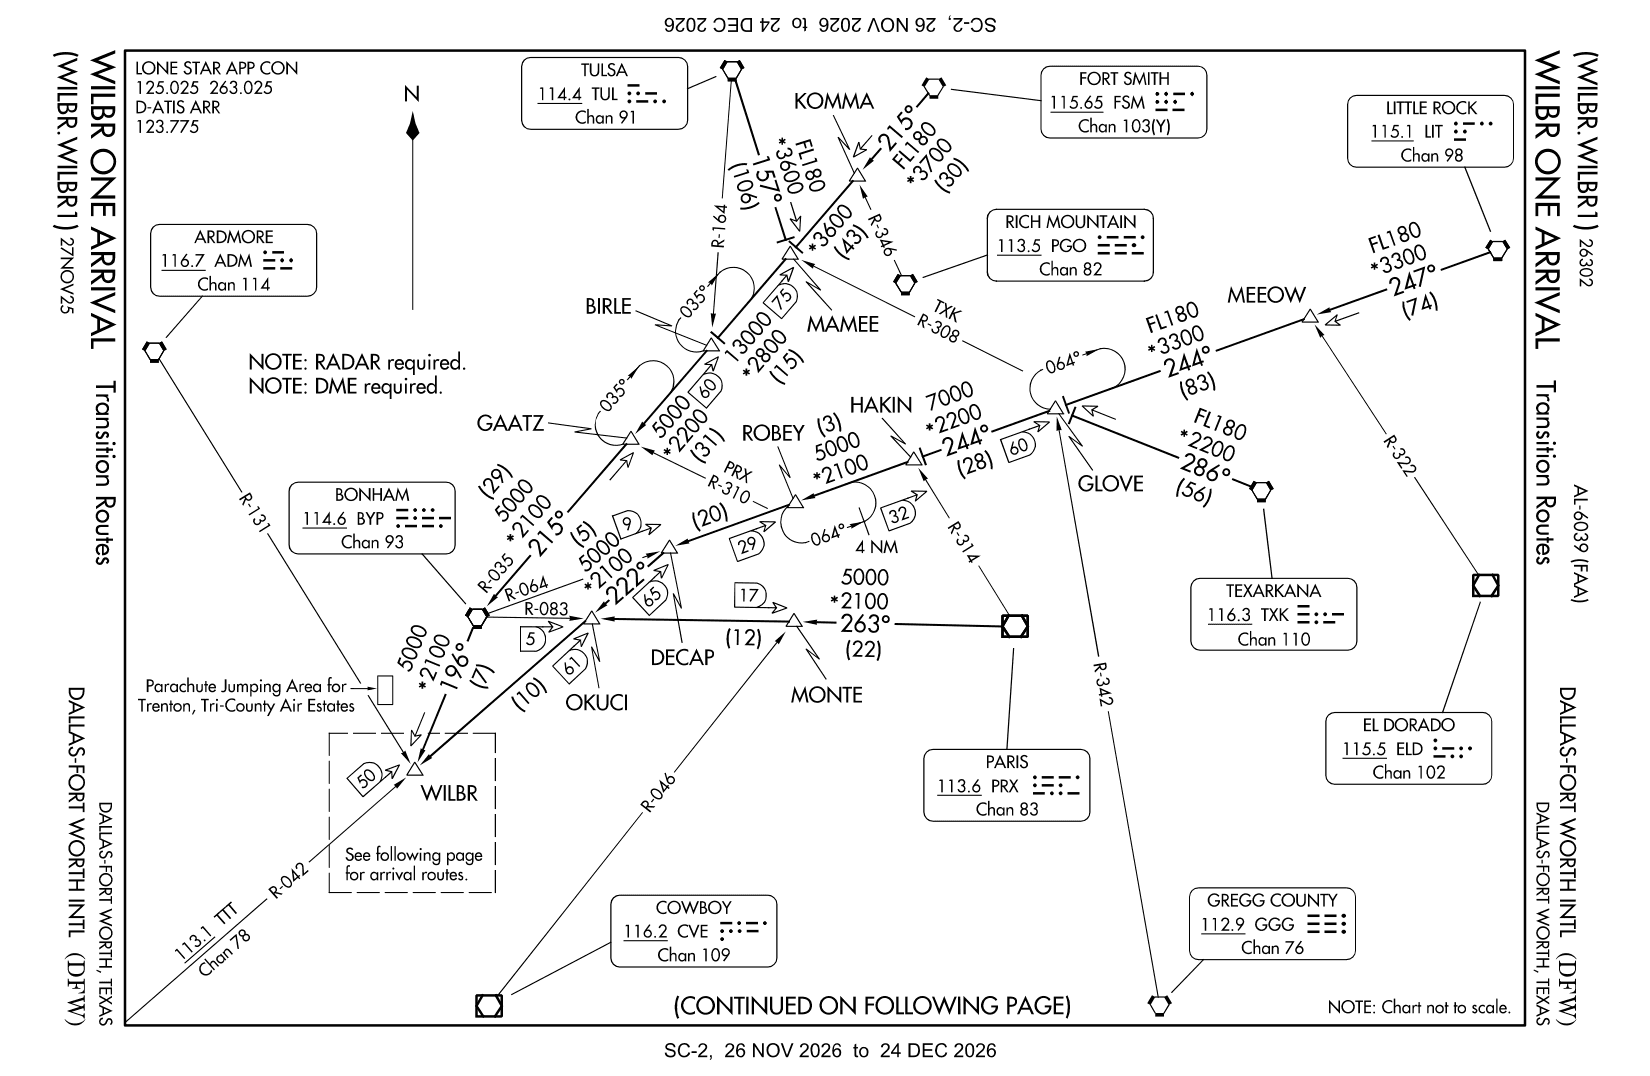 SC-2, 26 NOV 2026 to 24 DEC 2026
(WILBR.WILBR1) 27NOV25
WILBR ONE ARRIVAL Transition Routes
DALLAS-FORT WORTH INTL (DFW)
DALLAS-FORT WORTH, TEXAS
(WILBR.WILBR1) 26302
WILBR ONE ARRIVAL Transition Routes
AL-6039 (FAA)
DALLAS-FORT WORTH INTL (DFW)
DALLAS-FORT WORTH, TEXAS
LONE STAR APP CON
125.025 263.025
D-ATIS ARR
123.775
N
TULSA
114.4 TUL
Chan 91
KOMMA
FORT SMITH
115.65 FSM
Chan 103(Y)
LITTLE ROCK
115.1 LIT
Chan 98
215°
FL180
*3700
(30)
FL180
*3600
157°
(106)
R-164
*3600
(43)
R-346
RICH MOUNTAIN
113.5 PGO
Chan 82
ARDMORE
116.7 ADM
Chan 114
FL180
*3300
247°
(74)
MEEOW
BIRLE
035°
75
MAMEE
TXK
R-308
13000
*2800
(15)
FL180
*3300
244°
(83)
NOTE: RADAR required.
NOTE: DME required.
035°
60
064°
GAATZ
5000
*2200
(31)
HAKIN
7000
*2200
244°
(28)
60
FL180
*2200
286°
(56)
GLOVE
R-322
ROBEY
(3)
5000
*2100
PRX
R-310
(29)
5000
*2100
215°
R-035
R-131
BONHAM
114.6 BYP
Chan 93
(20)
9
29
064°
4 NM
32
R-314
(5)
5000
*2100
222°
65
R-064
R-083
5
17
5000
*2100
263°
(22)
(12)
TEXARKANA
116.3 TXK
Chan 110
DECAP
61
OKUCI
MONTE
5000
*2100
196°
(7)
(10)
R-342
Parachute Jumping Area for
Trenton, Tri-County Air Estates
EL DORADO
115.5 ELD
Chan 102
PARIS
113.6 PRX
Chan 83
50
WILBR
R-046
See following page
for arrival routes.
R-042
113.1 TTT
Chan 78
COWBOY
116.2 CVE
Chan 109
GREGG COUNTY
112.9 GGG
Chan 76
(CONTINUED ON FOLLOWING PAGE)
NOTE: Chart not to scale.
SC-2, 26 NOV 2026 to 24 DEC 2026